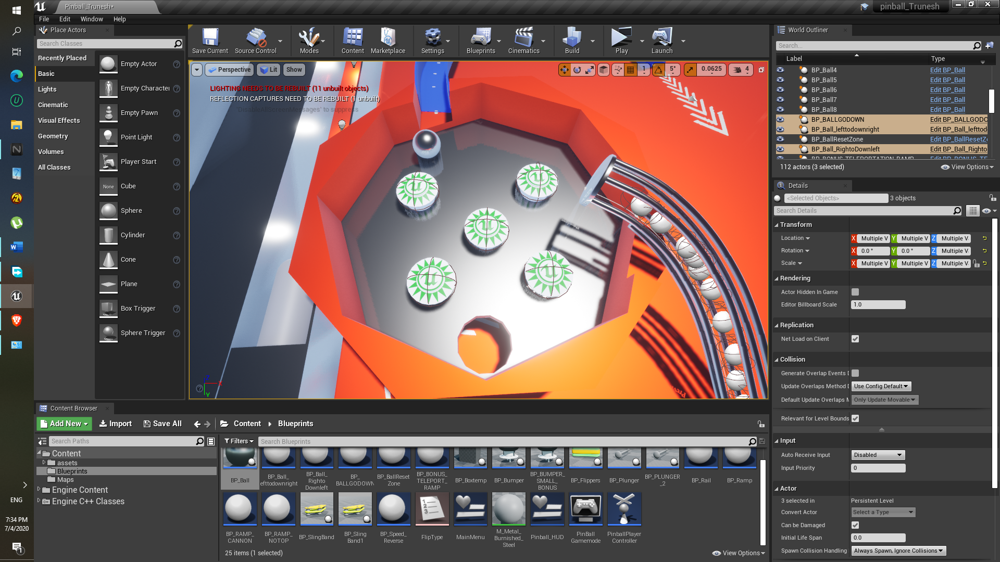 Pinball_Trunesh*
pinball_Trunesh
File Edit Window Help
Place Actors
Search Classes
Recently Placed
Basic
Lights
Cinematic
Visual Effects
Geometry
Volumes
All Classes
Empty Actor
Empty Character
Empty Pawn
Point Light
Player Start
None
Cube
Sphere
Cylinder
Cone
Plane
Box Trigger
Sphere Trigger
Save Current Source Control Modes Content Marketplace Settings Blueprints Cinematics Build Play Launch
Perspective Lit Show
1 5° 0.0625 4
LIGHTING NEEDS TO BE REBUILT (11 unbuilt objects)
REFLECTION CAPTURES NEED TO BE REBUILT (1 unbuilt)
'DisableAllScreenMessages' to suppress
Z
X
Y
World Outliner
Search...
Label Type
BP_Ball4 Edit BP_Ball
BP_Ball5 Edit BP_Ball
BP_Ball6 Edit BP_Ball
BP_Ball7 Edit BP_Ball
BP_Ball8 Edit BP_Ball
BP_BALLGODOWN Edit BP_BALLGODO
BP_Ball_lefttodownright Edit BP_Ball_lefttod
BP_BallResetZone Edit BP_BallResetZ
BP_Ball_RightoDownleft Edit BP_Ball_Righto
BP_BONUS_TELEPORTATION_RAMP Edit BP_BONUS_TE
112 actors (3 selected) View Options
Details
<Selected Objects> 3 objects
Search Details
Transform
Location X Multiple V Y Multiple V Z Multiple V
Rotation X 0.0 ° Y 0.0 ° Z Multiple V
Scale X Multiple V Y Multiple V Z Multiple V
Rendering
Actor Hidden In Game
Editor Billboard Scale 1.0
Replication
Net Load on Client
Collision
Generate Overlap Events D
Update Overlaps Method D Use Config Default
Default Update Overlaps M Only Update Movable
Relevant for Level Bounds
Input
Auto Receive Input Disabled
Input Priority 0
Actor
3 selected in Persistent Level
Convert Actor Select a Type
Can be Damaged
Initial Life Span 0.0
Spawn Collision Handling Always Spawn, Ignore Collisions
Content Browser
Add New Import Save All Content Blueprints
Search Paths
Content
assets
Blueprints
Maps
Engine Content
Engine C++ Classes
Filters Search Blueprints
BP_Ball
BP_Ball_
efttodownright
BP_Ball_
Righto
Downleft
BP_
BALLGODOWN
BP_BallReset
Zone
BP_BONUS_
TELEPORT_
RAMP
BP_Boxtemp
BP_Bumper
BP_BUMPER_
SMALL_
BONUS
BP_Flippers
BP_Plunger
BP_PLUNGER
_2
BP_Rail
BP_Ramp
BP_RAMP_
CANNON
BP_RAMP_
NOTOP
BP_SlingBand
BP_Sling
Band1
BP_Speed_
Reverse
FlipType
MainMenu
M_Metal_
Burnished_
Steel
Pinball_HUD
PinBall
Gamemode
PinballPlayer
Controller
25 items (1 selected) View Options
ENG
7:34 PM
7/4/2020
1